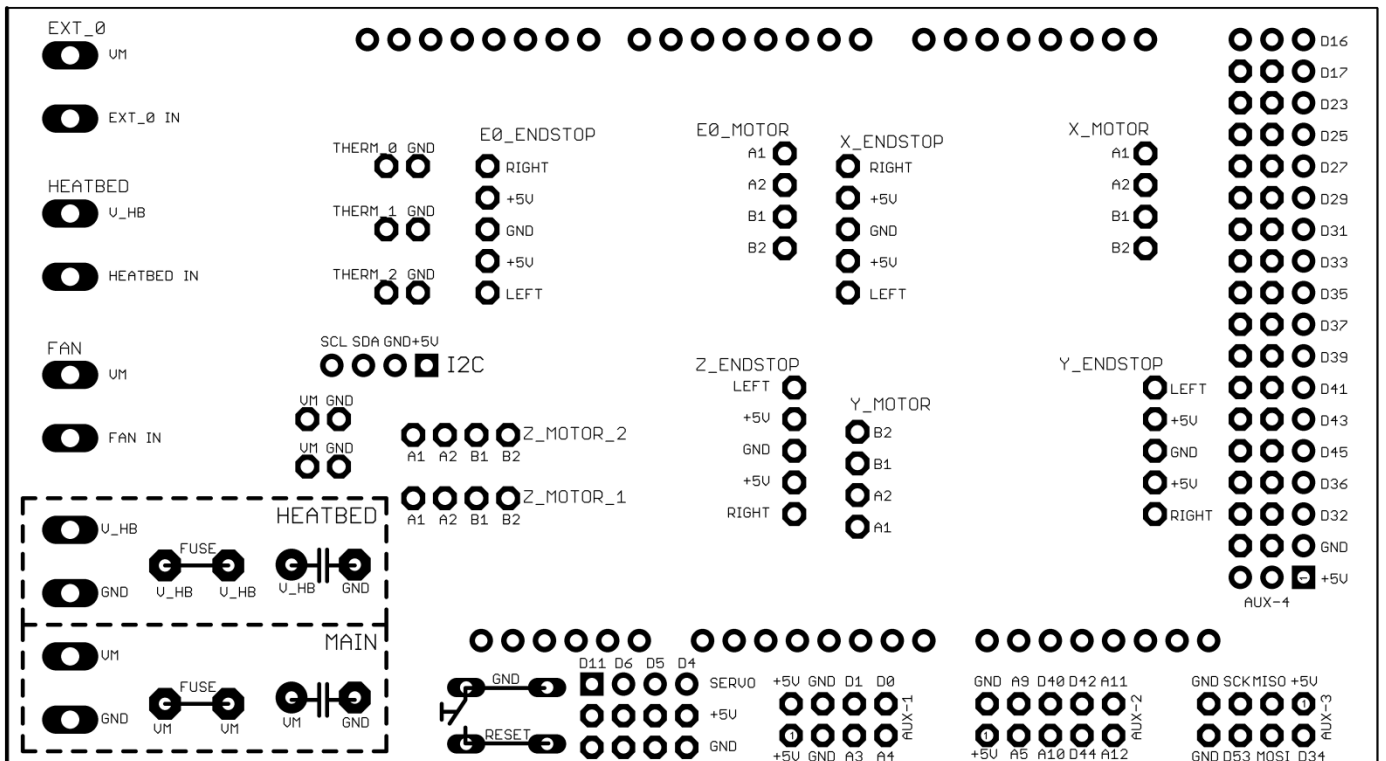 EXT_0
VM
EXT_0 IN
HEATBED
V_HB
HEATBED IN
FAN
VM
FAN IN
THERM_0 GND
THERM_1 GND
THERM_2 GND
E0_ENDSTOP
RIGHT
+5V
GND
+5V
LEFT
E0_MOTOR
A1
A2
B1
B2
X_ENDSTOP
RIGHT
+5V
GND
+5V
LEFT
X_MOTOR
A1
A2
B1
B2
D16
D17
D23
D25
D27
D29
D31
D33
D35
D37
D39
D41
D43
D45
D36
D32
GND
1 +5V
AUX-4
SCL SDA GND+5V
I2C
VM GND
VM GND
Z_MOTOR_2
A1 A2 B1 B2
Z_MOTOR_1
A1 A2 B1 B2
Z_ENDSTOP
LEFT
+5V
GND
+5V
RIGHT
Y_MOTOR
B2
B1
A2
A1
Y_ENDSTOP
LEFT
+5V
GND
+5V
RIGHT
HEATBED
V_HB
GND
FUSE
V_HB V_HB V_HB GND
MAIN
VM
GND
FUSE
VM VM VM GND
GND
RESET
D11 D6 D5 D4
SERVO
+5V
GND
+5V GND D1 D0
1
+5V GND A3 A4
AUX-1
GND A9 D40 D42 A11
1
+5V A5 A10 D44 A12
AUX-2
GND SCK MISO +5V
1
GND D53 MOSI D34
AUX-3